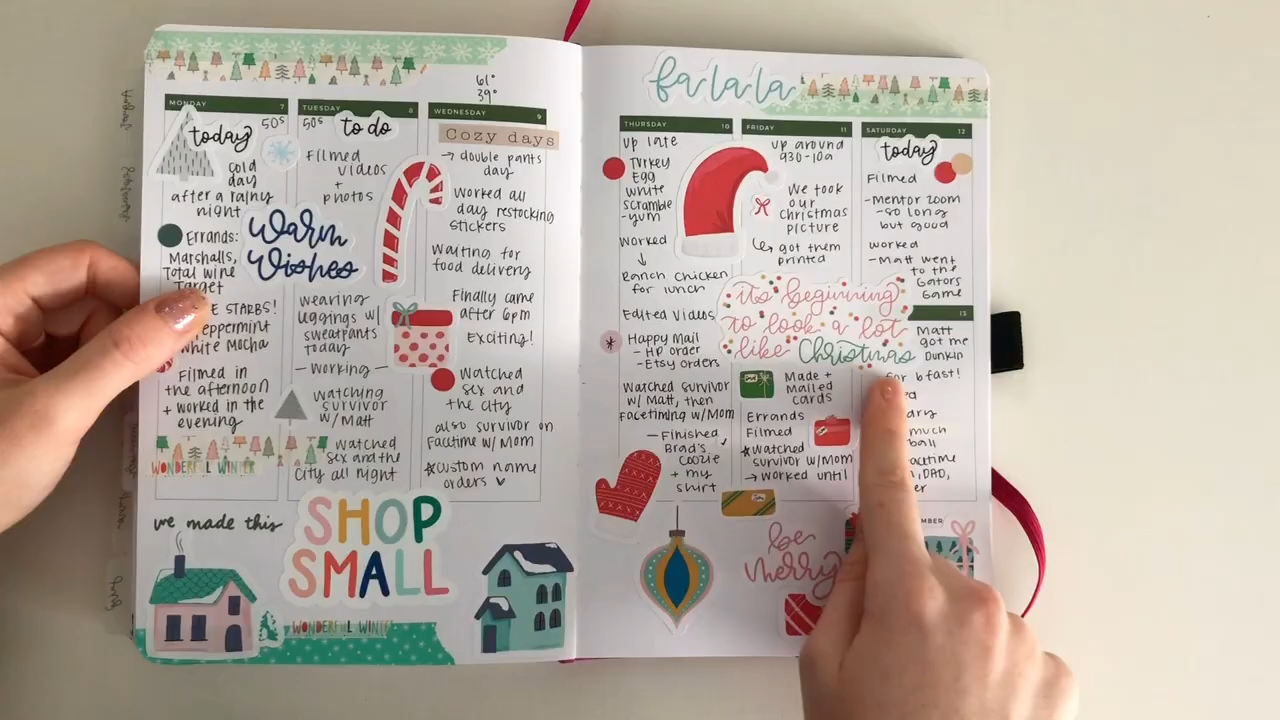 MONDAY 7
50s
today
cold
day
after a rainy
night
Errands:
Marshalls,
Total wine
Target
STARBS!
White Mocha
Filmed in
the afternoon
+ worked in the
evening
WONDERFUL WINTER
Warm
Wishes
TUESDAY 8
50s
to do
Filmed
videos
+
photos
wearing
leggings w/
sweatpants
today
-working-
watching
survivor
w/ Matt
watched
sex and the
city all night
61°
39°
WEDNESDAY 9
Cozy days
→ double pants
day
Worked all
day restocking
stickers
Waiting for
food delivery
Finally came
after 6pm
Exciting!
Watched
sex and
the city
also survivor on
Facetime w/ Mom
*custom name
orders
we made this
SHOP
SMALL
WONDERFUL WINTER
fa la la la
THURSDAY 10
up late
Turkey
Egg
White
Scramble
-yum
Worked
↓
Ranch chicken
for lunch
Edited videos
Happy Mail
- HP order
- Etsy orders
Watched survivor
w/ Matt, then
Facetiming w/ Mom
- Finished
Brad's
coozie
+ my
shirt
FRIDAY 11
up around
930-10a
We took
our
christmas
picture
got them
printed
its beginning
to look a lot
like Christmas
Made +
mailed
cards
Errands
Filmed
*watched
survivor w/Mom
→ worked until
be
merry
SATURDAY 12
today
Filmed
-Mentor zoom
-so long
but good
worked
-Matt went
to the
Gators
Game
13
Matt
got me
Dunkin
for bfast!
much
ball
DAD,